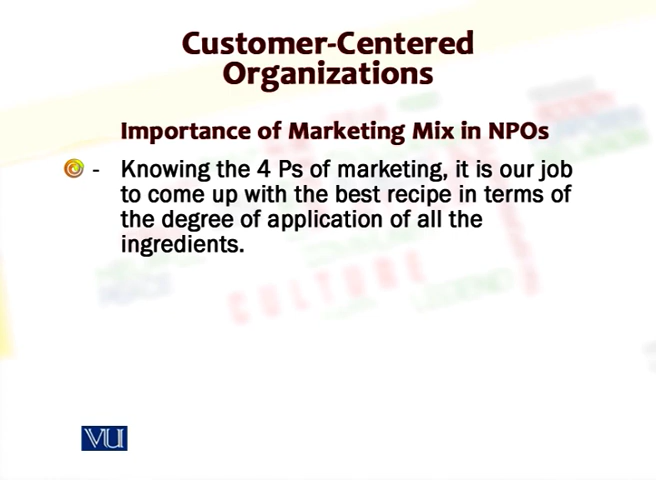 Customer-Centered
Organizations
Importance of Marketing Mix in NPOs
- Knowing the 4 Ps of marketing, it is our job
to come up with the best recipe in terms of
the degree of application of all the
ingredients.
CULTURE
VU